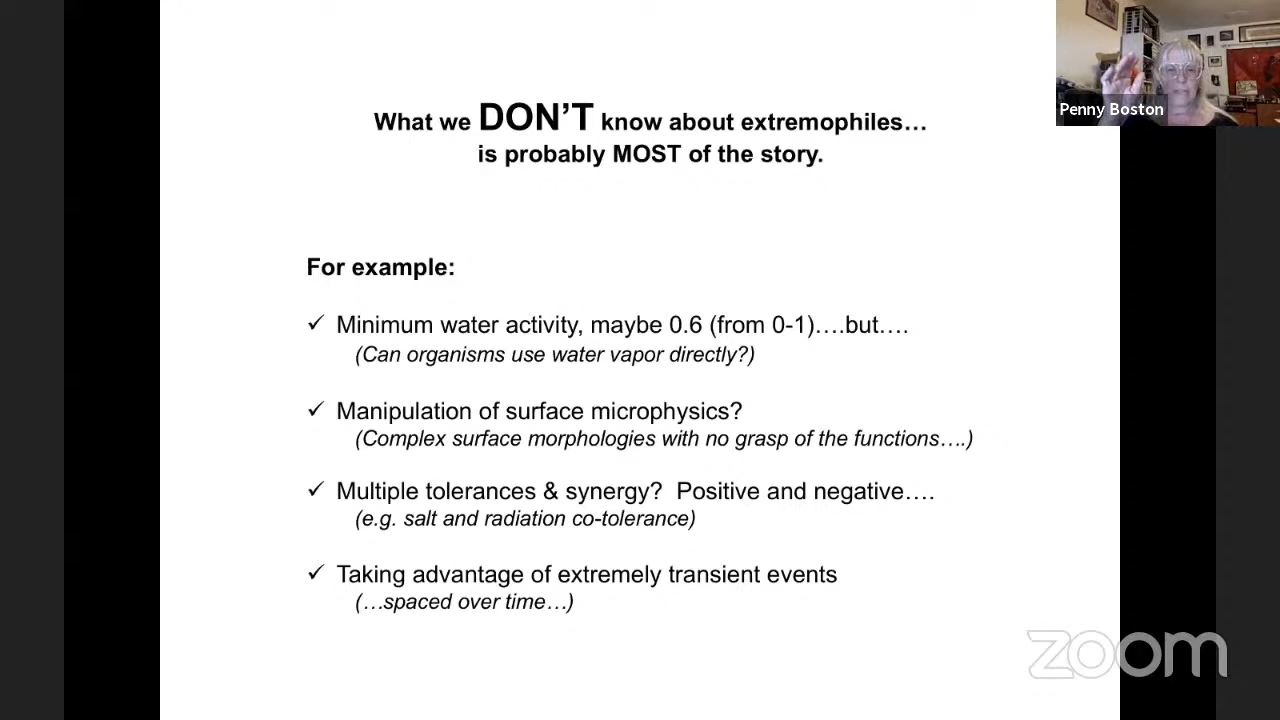 What we DON’T know about extremophiles…
is probably MOST of the story.
For example:
✓ Minimum water activity, maybe 0.6 (from 0-1)….but….
(Can organisms use water vapor directly?)
✓ Manipulation of surface microphysics?
(Complex surface morphologies with no grasp of the functions….)
✓ Multiple tolerances & synergy?  Positive and negative….
(e.g. salt and radiation co-tolerance)
✓ Taking advantage of extremely transient events
(…spaced over time…)
Penny Boston
zoom